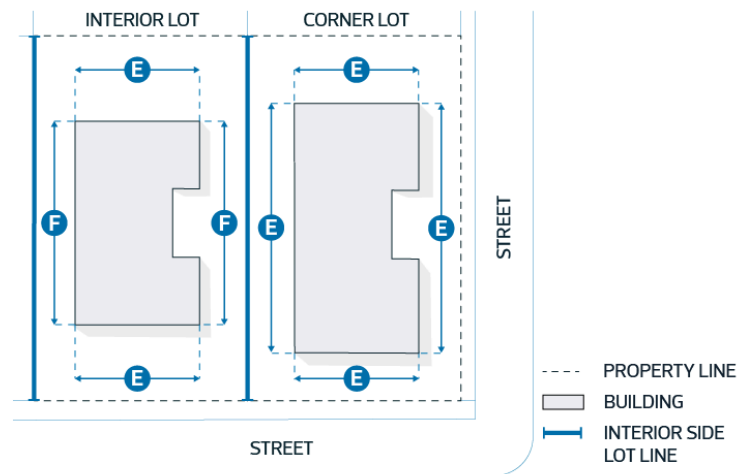 INTERIOR LOT
CORNER LOT
E
E
F
F
E
E
E
E
STREET
STREET
PROPERTY LINE
BUILDING
INTERIOR SIDE
LOT LINE